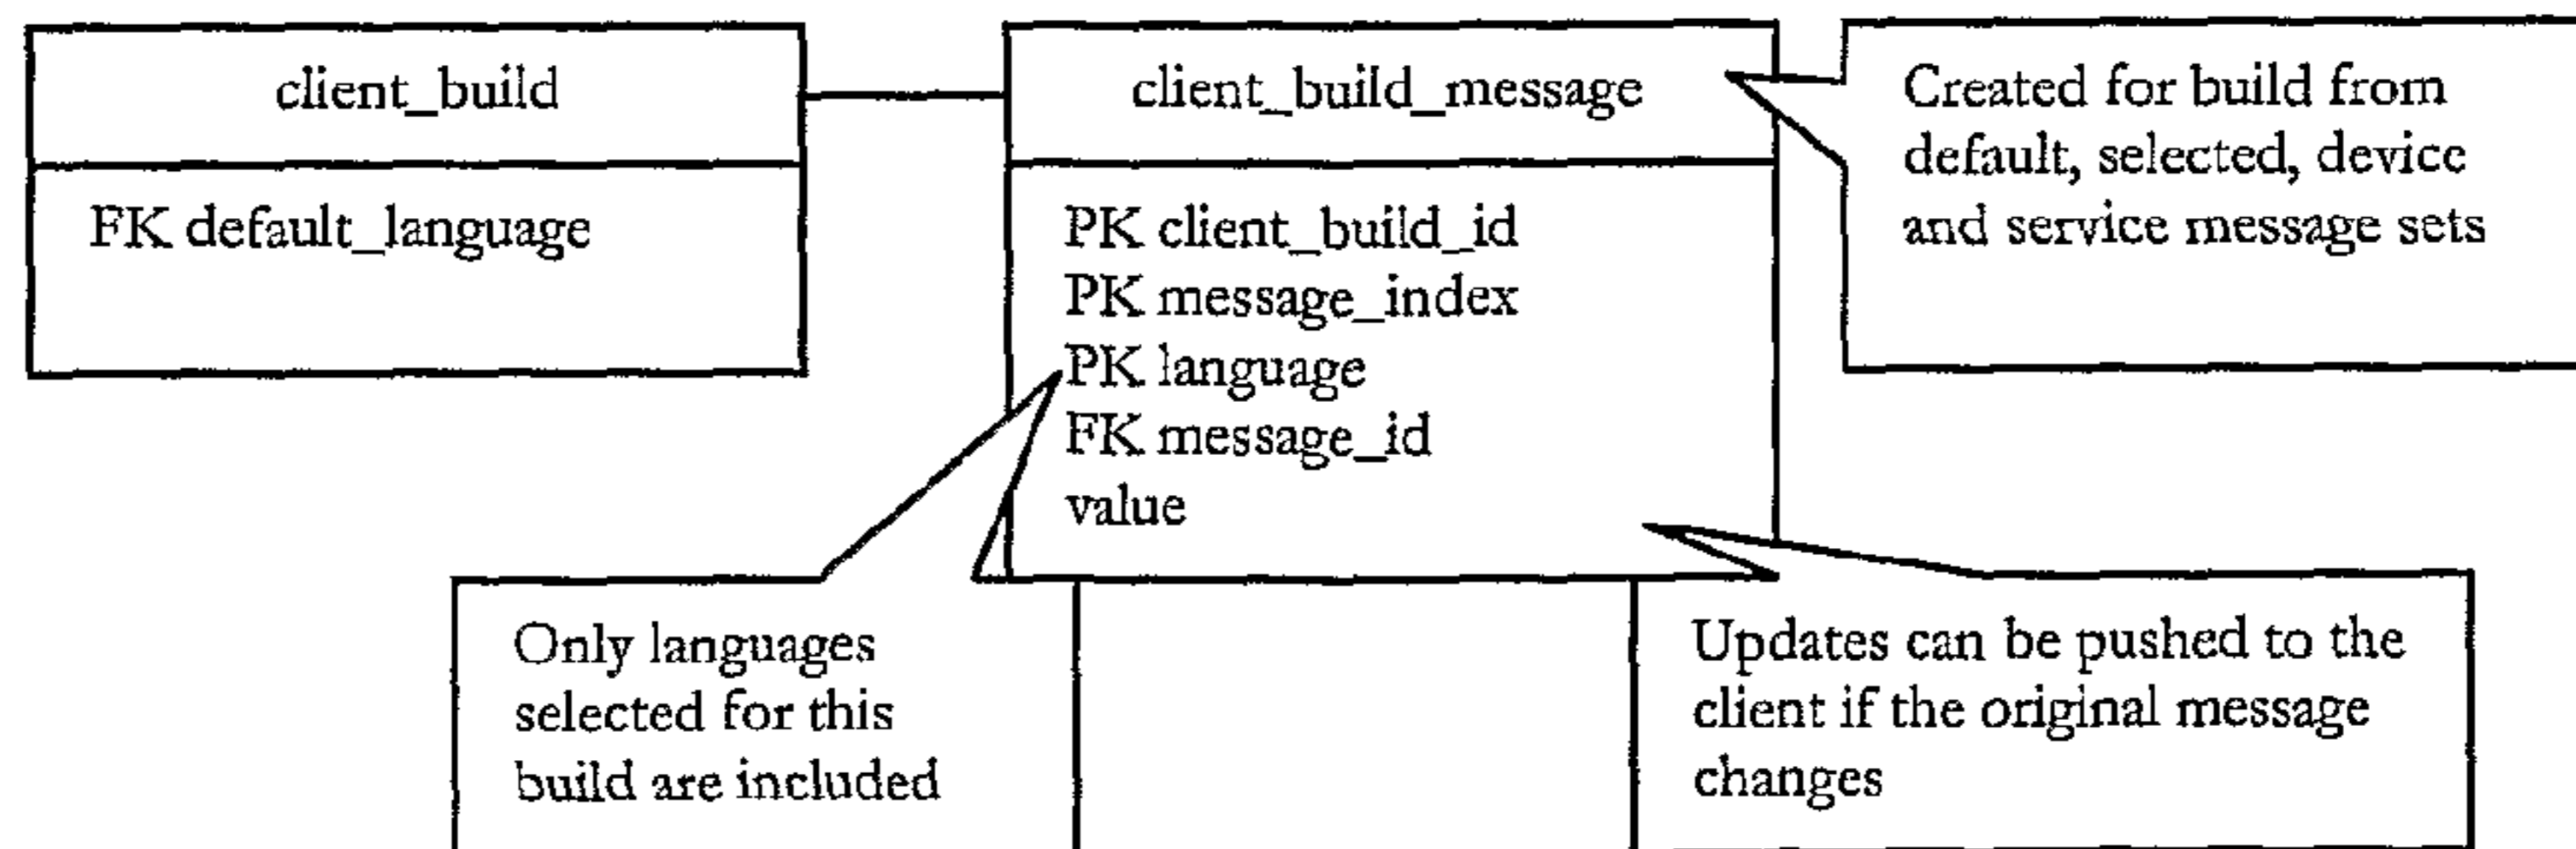 client_build
FK default_language
client_build_message
PK client_build_id
PK message_index
PK language
FK message_id
value
Created for build from
default, selected, device
and service message sets
Only languages
selected for this
build are included
Updates can be pushed to the
client if the original message
changes